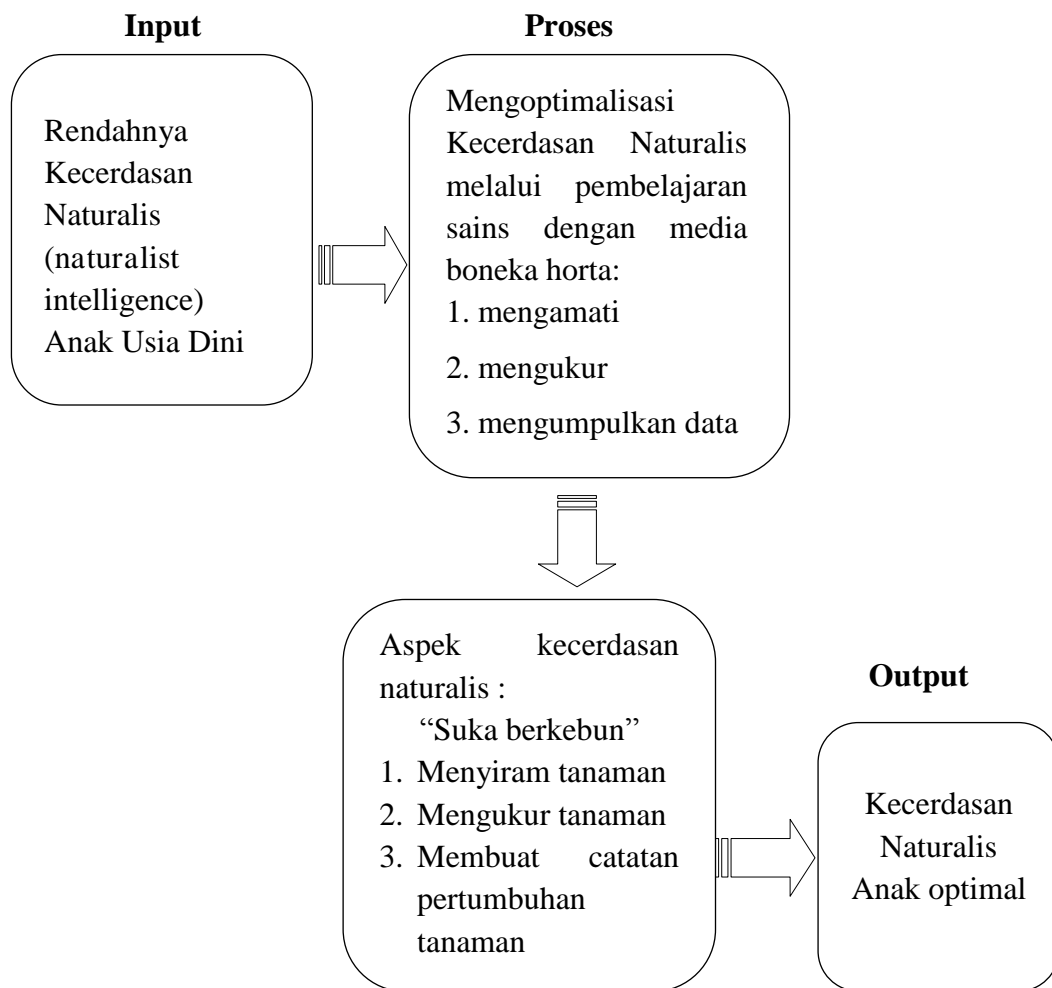 Input
Rendahnya
Kecerdasan
Naturalis
(naturalist
intelligence)
Anak Usia Dini
Proses
Mengoptimalisasi
Kecerdasan Naturalis
melalui pembelajaran
sains dengan media
boneka horta:
1. mengamati
2. mengukur
3. mengumpulkan data
Aspek kecerdasan
naturalis :
“Suka berkebun”
1. Menyiram tanaman
2. Mengukur tanaman
3. Membuat catatan
pertumbuhan
tanaman
Output
Kecerdasan
Naturalis
Anak optimal